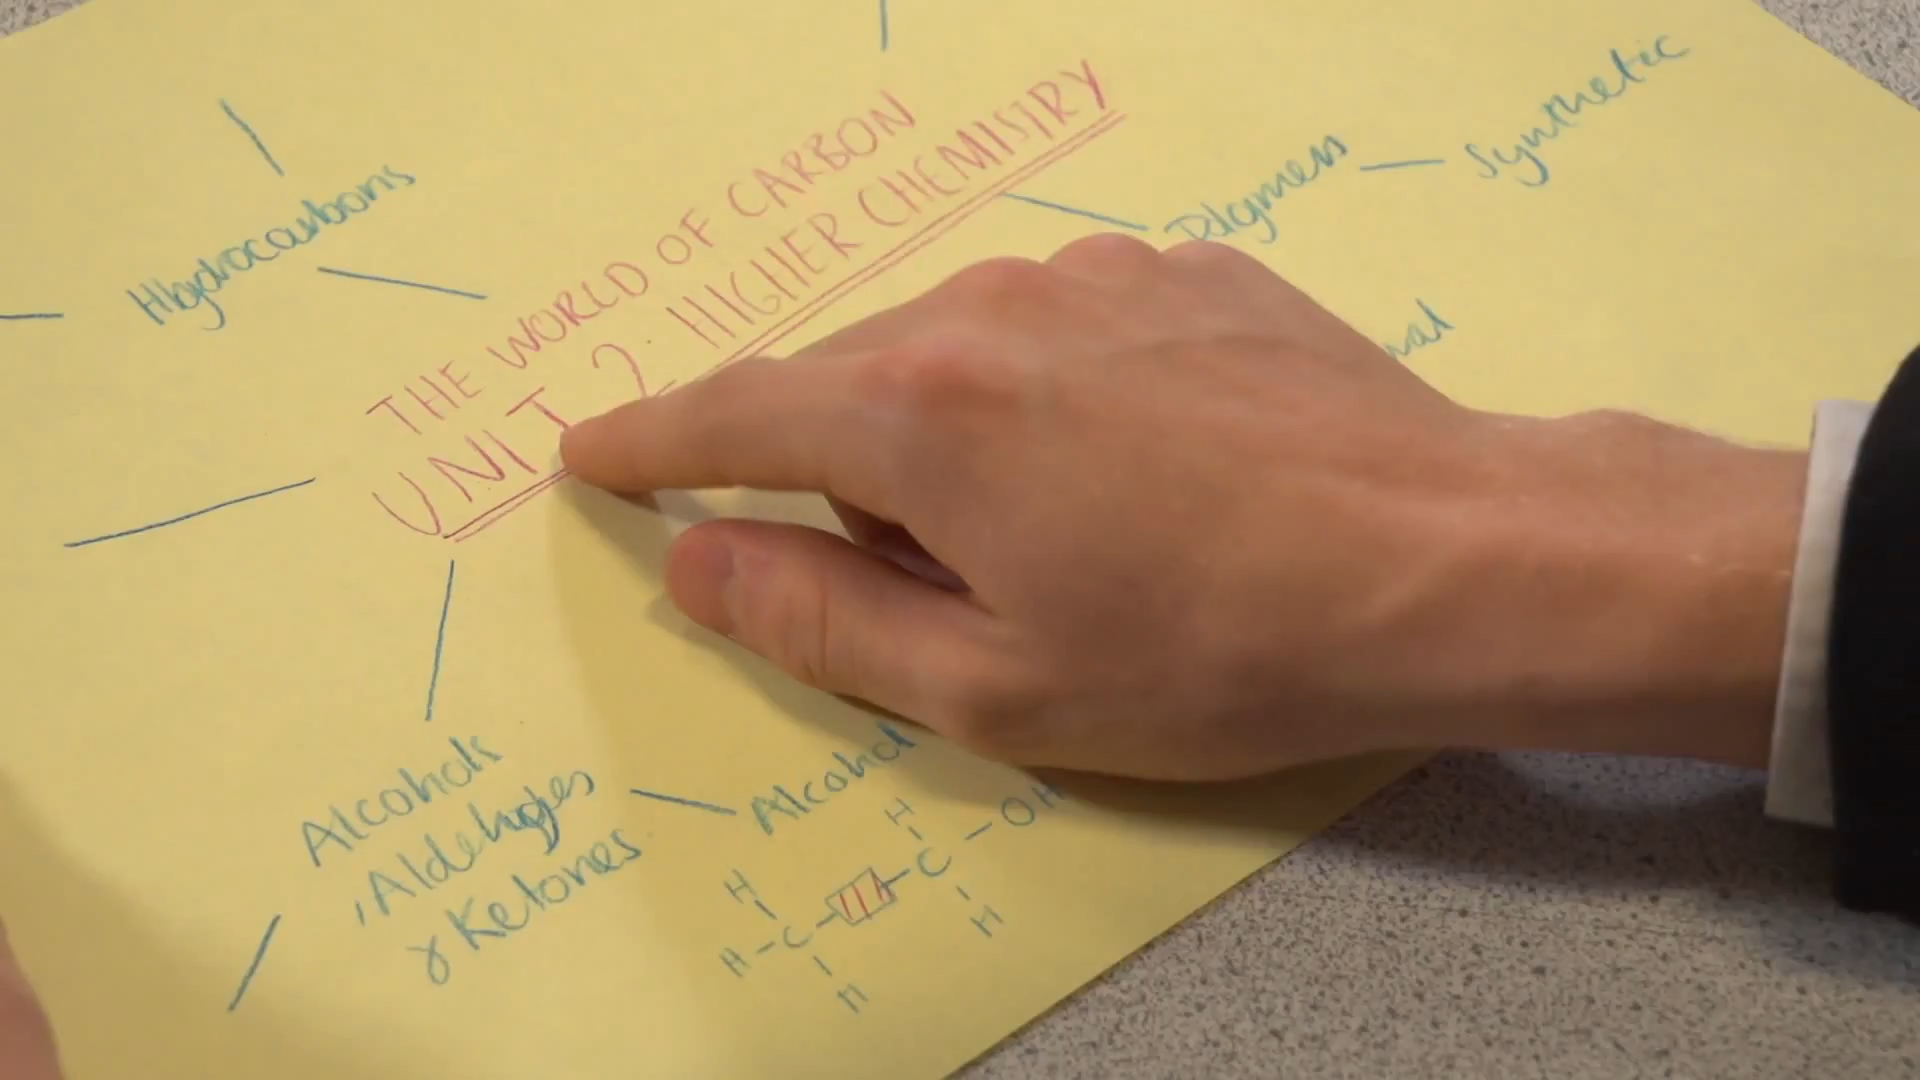 THE WORLD OF CARBON
UNIT 2 HIGHER CHEMISTRY
Hydrocarbons
Polymers
Synthetic
Alcohols
, Aldehydes
& Ketones
Alcohol
H
H
C
OH
H - C
H
H